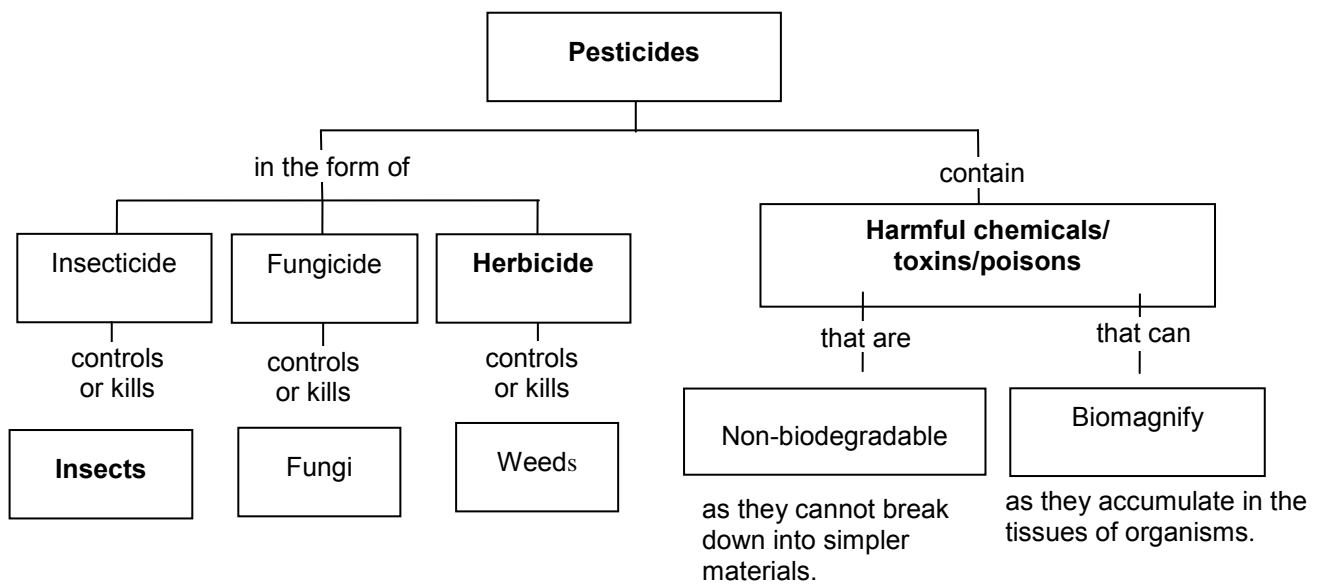 Pesticides
in the form of
contain
Insecticide
Fungicide
Herbicide
Harmful chemicals/
toxins/poisons
controls
or kills
controls
or kills
controls
or kills
that are
that can
Insects
Fungi
Weeds
Non-biodegradable
Biomagnify
as they cannot break
down into simpler
materials.
as they accumulate in the
tissues of organisms.